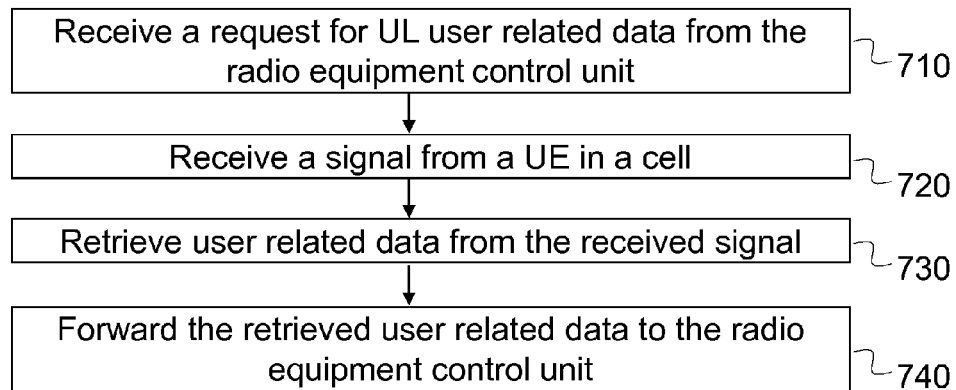 Receive a request for UL user related data from the
radio equipment control unit
710
Receive a signal from a UE in a cell
720
Retrieve user related data from the received signal
730
Forward the retrieved user related data to the radio
equipment control unit
740